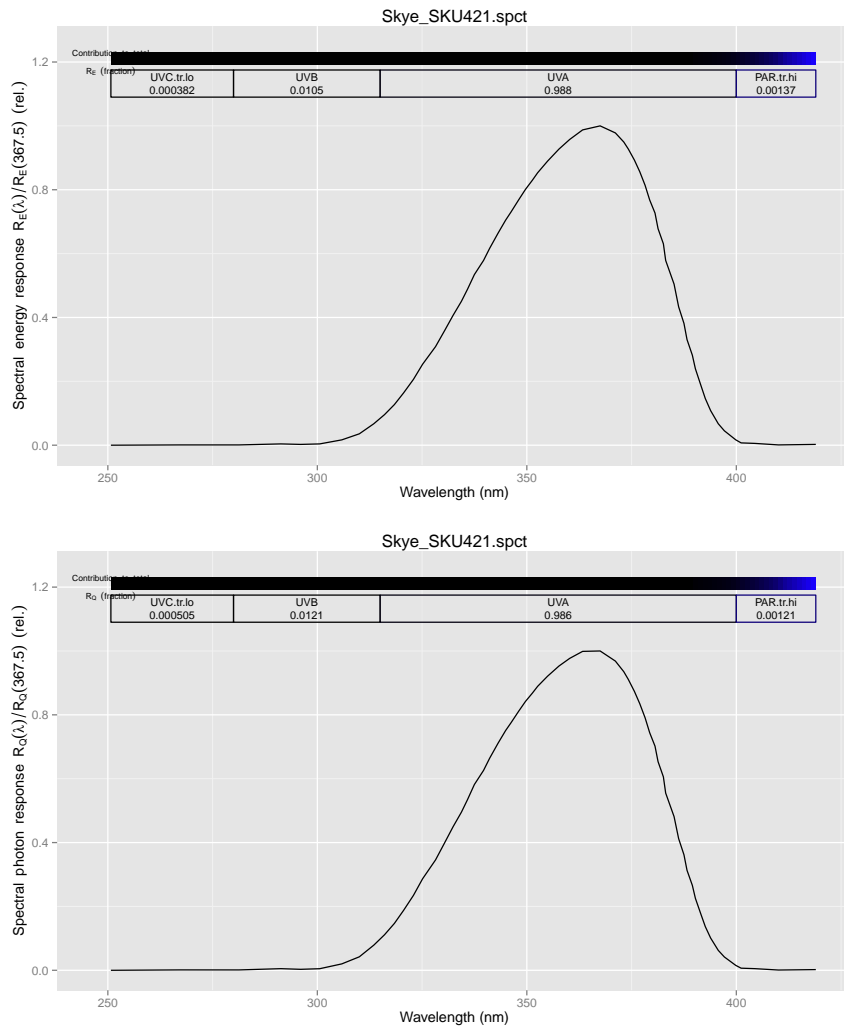 Skye_SKU421.spct
Contribution to total
R_E (fraction)
UVC.tr.lo UVB UVA PAR.tr.hi
0.000382 0.0105 0.988 0.00137
1.2
0.8
0.4
0.0
Spectral energy response R_E(λ)/R_E(367.5) (rel.)
250 300 350 400
Wavelength (nm)
Skye_SKU421.spct
Contribution to total
R_Q (fraction)
UVC.tr.lo UVB UVA PAR.tr.hi
0.000505 0.0121 0.986 0.00121
1.2
0.8
0.4
0.0
Spectral photon response R_Q(λ)/R_Q(367.5) (rel.)
250 300 350 400
Wavelength (nm)